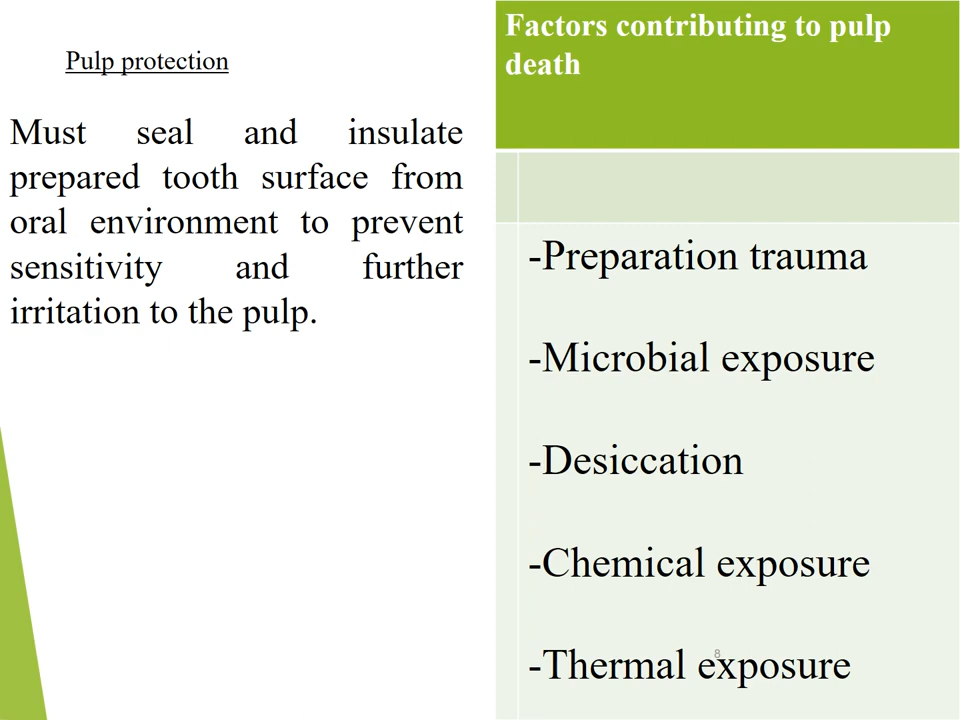 Pulp protection
Must seal and insulate
prepared tooth surface from
oral environment to prevent
sensitivity and further
irritation to the pulp.
Factors contributing to pulp
death
-Preparation trauma
-Microbial exposure
-Desiccation
-Chemical exposure
-Thermal exposure
8